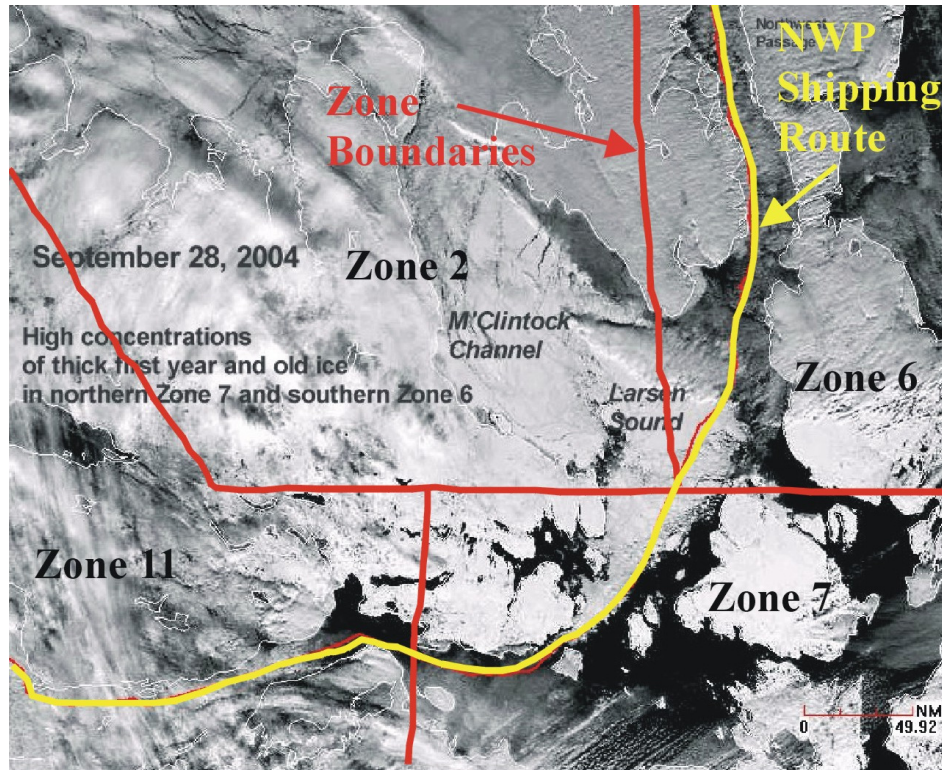 Northwest
Passage
NWP
Shipping
Route
Zone
Boundaries
September 28, 2004
Zone 2
High concentrations
of thick first year and old ice
in northern Zone 7 and southern Zone 6
M'Clintock
Channel
Larsen
Sound
Zone 6
Zone 11
Zone 7
NM
0
49.92